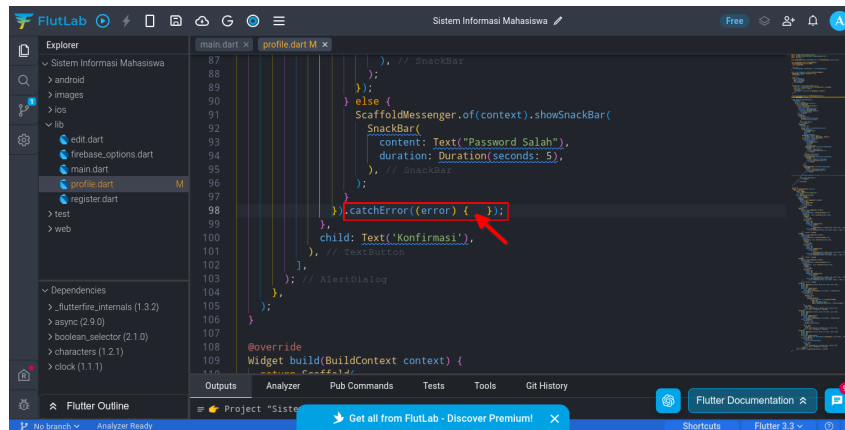 FlutLab
Sistem Informasi Mahasiswa
Free
A
Explorer
main.dart ×
profile.dart M ×
Sistem Informasi Mahasiswa
android
images
ios
lib
edit.dart
firebase_options.dart
main.dart
profile.dart M
register.dart
test
web
Dependencies
_flutterfire_internals (1.3.2)
async (2.9.0)
boolean_selector (2.1.0)
characters (1.2.1)
clock (1.1.1)
Flutter Outline
87 ), // SnackBar
88 );
89 });
90 } else {
91 ScaffoldMessenger.of(context).showSnackBar(
92 SnackBar(
93 content: Text("Password Salah"),
94 duration: Duration(seconds: 5),
95 ), // SnackBar
96 );
97 }
98 }).catchError((error) { });
99 },
100 child: Text('Konfirmasi'),
101 ), // TextButton
102 ],
103 ); // AlertDialog
104 },
105 );
106 }
107
108 @override
109 Widget build(BuildContext context) {
110 return Scaffold(
Outputs Analyzer Pub Commands Tests Tools Git History
Project "Siste
Get all from FlutLab - Discover Premium! ×
Flutter Documentation
No branch Analyzer Ready
Shortcuts Flutter 3.3